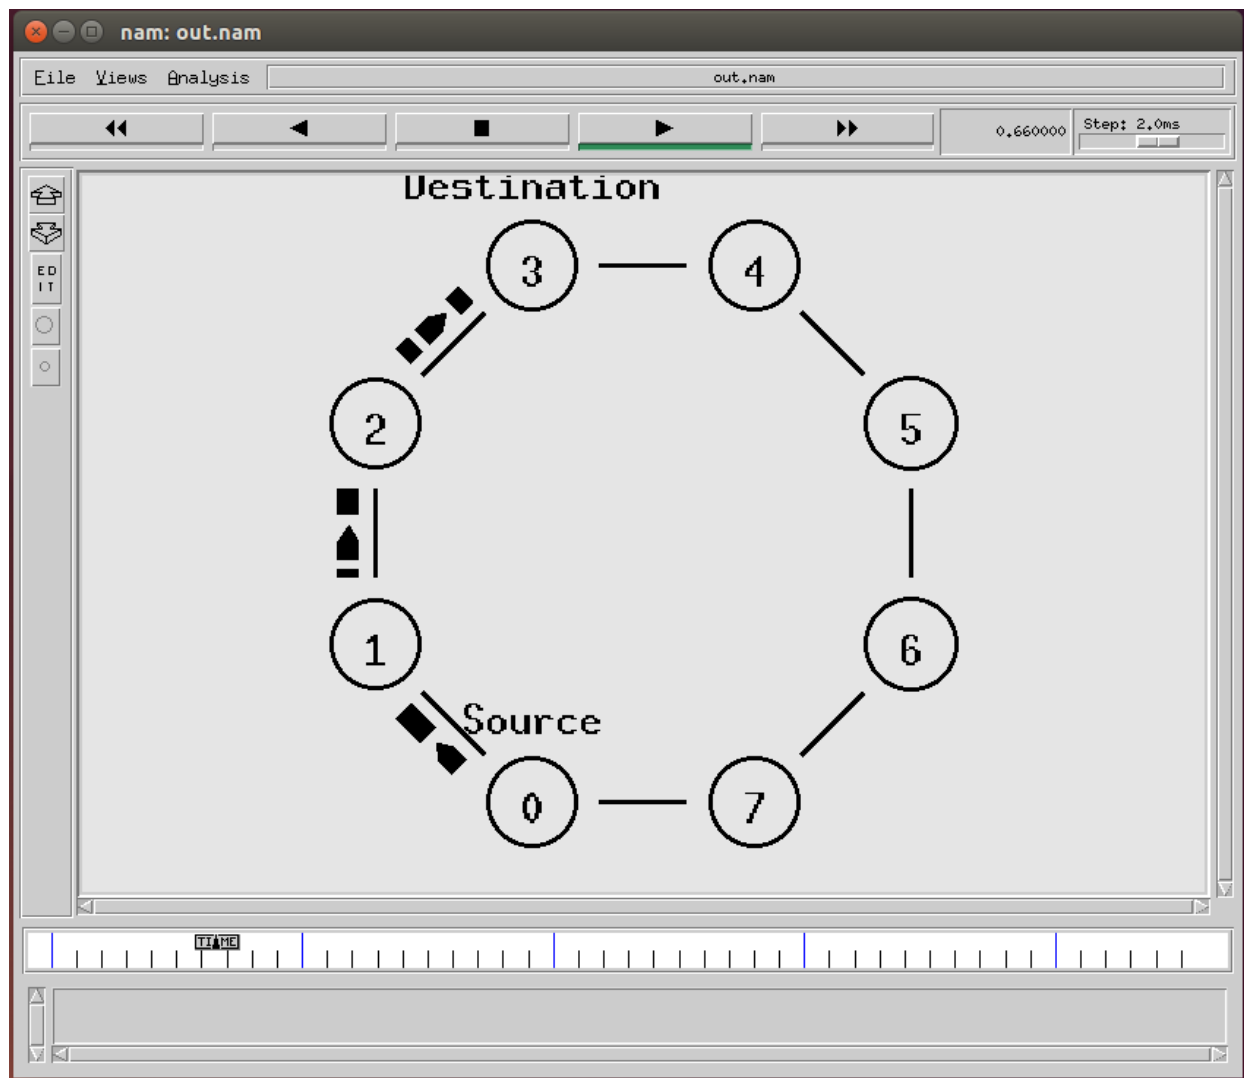 nam: out.nam
File Views Analysis out.nam
0.660000 Step: 2.0ms
ED
IT
Destination
3 4
2 5
1 6
Source
0 7
TIME